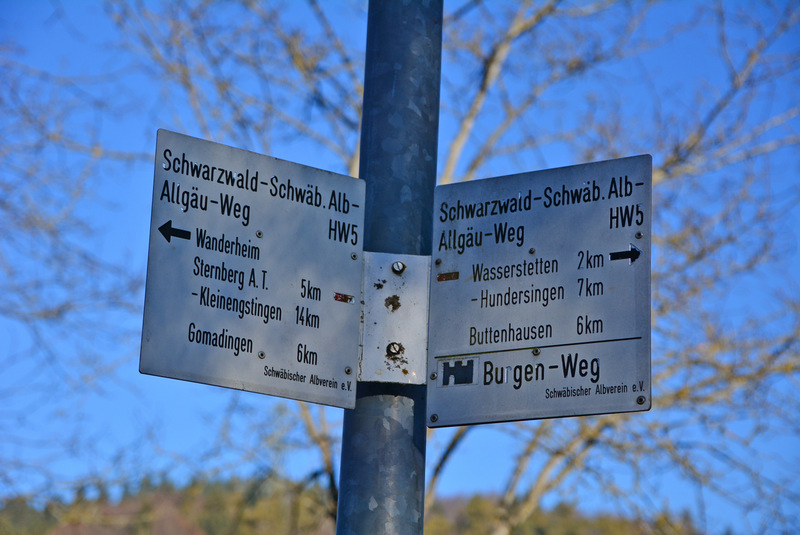 Schwarzwald-Schwäb. Alb-
Allgäu-Weg
HW5
Wanderheim
Sternberg A.T. 5km
-Kleinengstingen 14km
Gomadingen 6km
Schwäbischer Albverein e.V.
Schwarzwald-Schwäb. Alb-
Allgäu-Weg
HW5
Wasserstetten 2km
-Hundersingen 7km
Buttenhausen 6km
Burgen-Weg
Schwäbischer Albverein e.V.